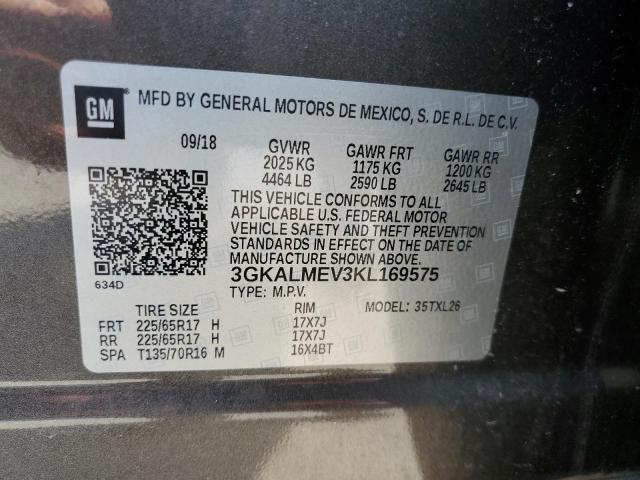 GM
MFD BY GENERAL MOTORS DE MEXICO, S. DE R.L. DE C.V.
09/18 GVWR GAWR FRT GAWR RR
2025 KG 1175 KG 1200 KG
4464 LB 2590 LB 2645 LB
THIS VEHICLE CONFORMS TO ALL
APPLICABLE U.S. FEDERAL MOTOR
VEHICLE SAFETY AND THEFT PREVENTION
STANDARDS IN EFFECT ON THE DATE OF
MANUFACTURE SHOWN ABOVE.
3GKALMEV3KL169575
634D
TYPE: M.P.V. MODEL: 35TXL26
TIRE SIZE RIM
FRT 225/65R17 H 17X7J
RR 225/65R17 H 17X7J
SPA T135/70R16 M 16X4BT